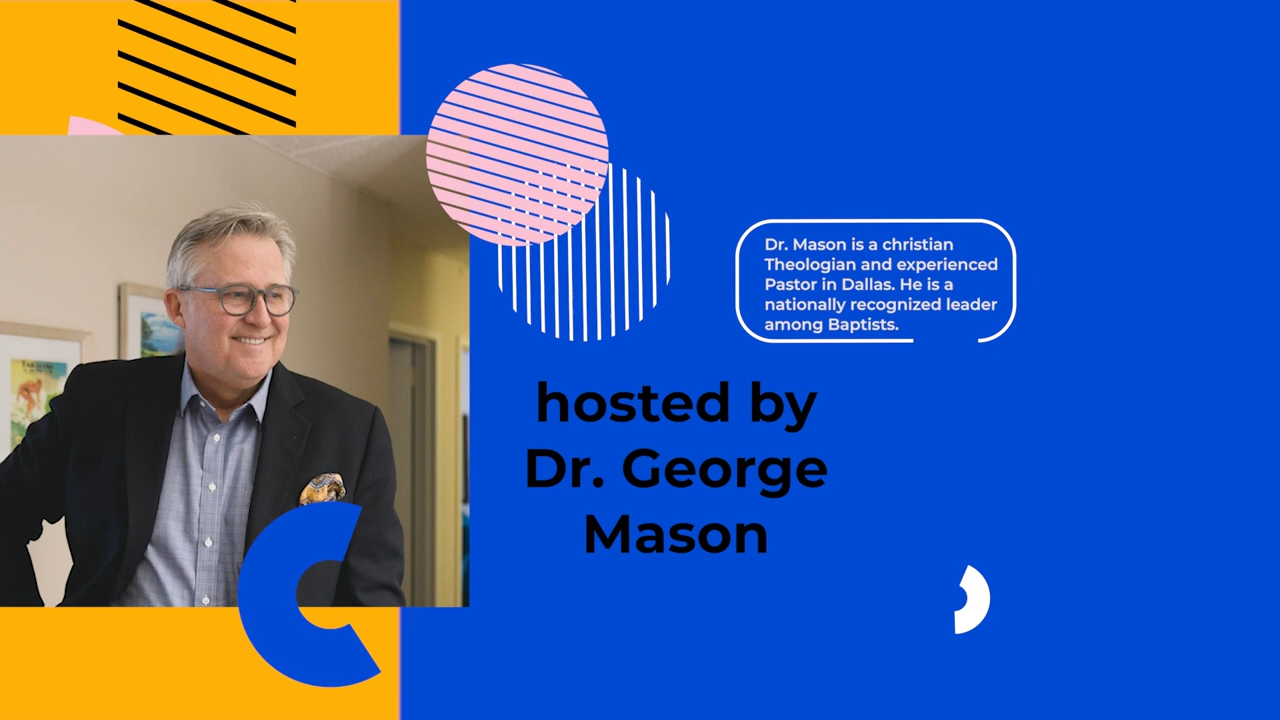 Dr. Mason is a christian
Theologian and experienced
Pastor in Dallas. He is a
nationally recognized leader
among Baptists.
hosted by
Dr. George
Mason